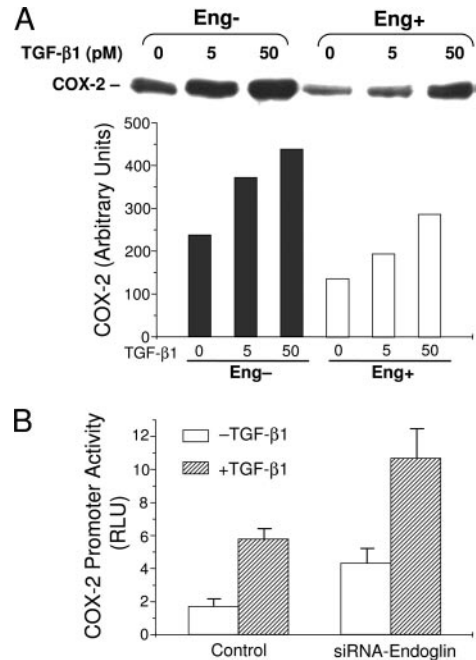 A
Eng- Eng+
TGF-β1 (pM) 0 5 50 0 5 50
COX-2 –
COX-2 (Arbitrary Units)
500
400
300
200
100
0
TGF-β1 0 5 50 0 5 50
Eng– Eng+
B
COX-2 Promoter Activity
(RLU)
12
10
8
6
4
2
0
–TGF-β1
+TGF-β1
Control siRNA-Endoglin